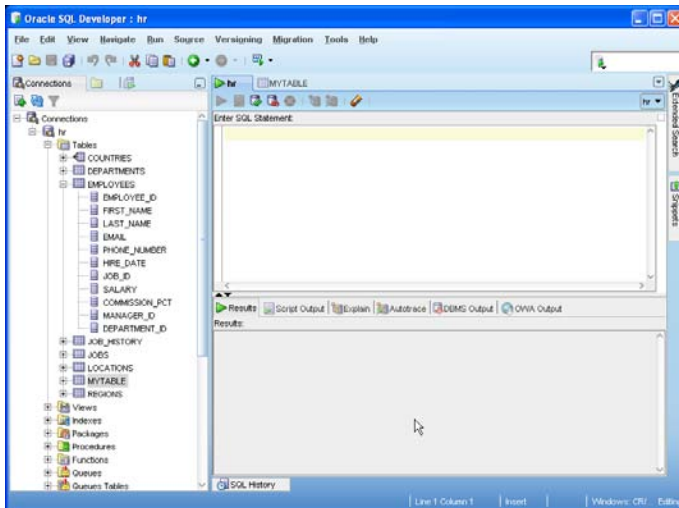 Oracle SQL Developer : hr
File Edit View Navigate Run Source Versioning Migration Tools Help
Connections
hr MYTABLE
hr
Enter SQL Statement:
Connections
hr
Tables
COUNTRIES
DEPARTMENTS
EMPLOYEES
EMPLOYEE_ID
FIRST_NAME
LAST_NAME
EMAIL
PHONE_NUMBER
HIRE_DATE
JOB_ID
SALARY
COMMISSION_PCT
MANAGER_ID
DEPARTMENT_ID
JOB_HISTORY
JOBS
LOCATIONS
MYTABLE
REGIONS
Views
Indexes
Packages
Procedures
Functions
Queues
Queues Tables
Results Script Output Explain Autotrace DBMS Output OWA Output
Results:
SQL History
Extended Search
Snippets
Line 1 Column 1 Insert Windows: CR/... Editing